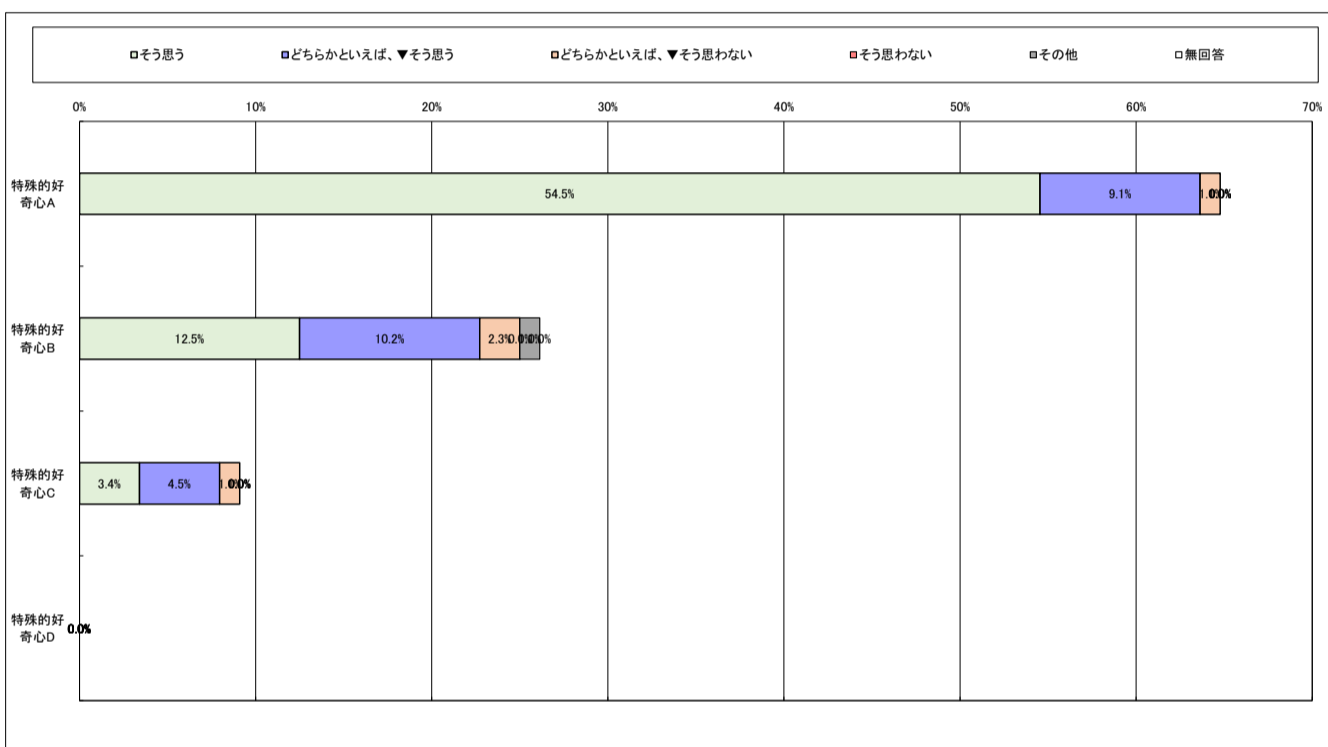 そう思う どちらかといえば、▼そう思う どちらかといえば、▼そう思わない そう思わない その他 無回答
0% 10% 20% 30% 40% 50% 60% 70%
特殊的好
奇心A
54.5% 9.1% 0.0%
特殊的好
奇心B
12.5% 10.2% 2.3%
特殊的好
奇心C
3.4% 4.5% 0.0%
特殊的好
奇心D
0.0%